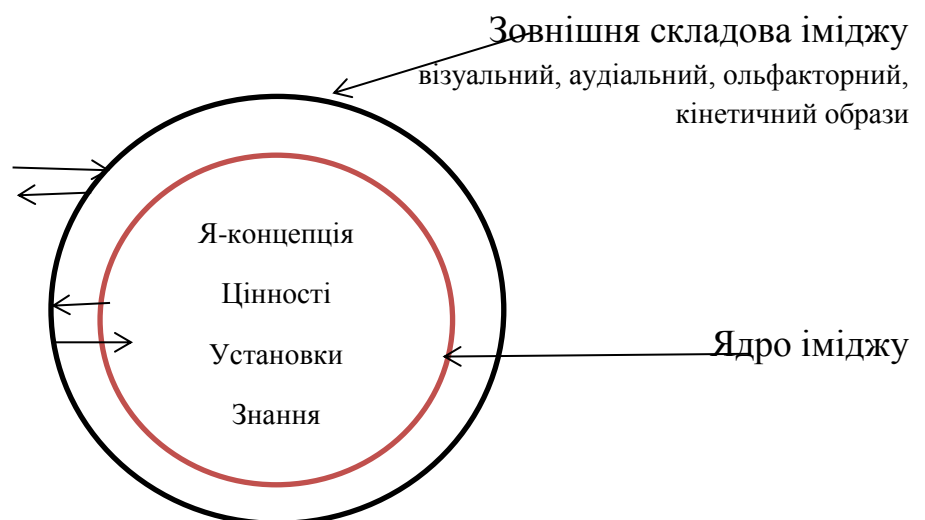 Зовнішня складова іміджу
візуальний, аудіальний, ольфакторний,
кінетичний образи
Я-концепція
Цінності
Установки
Знання
Ядро іміджу